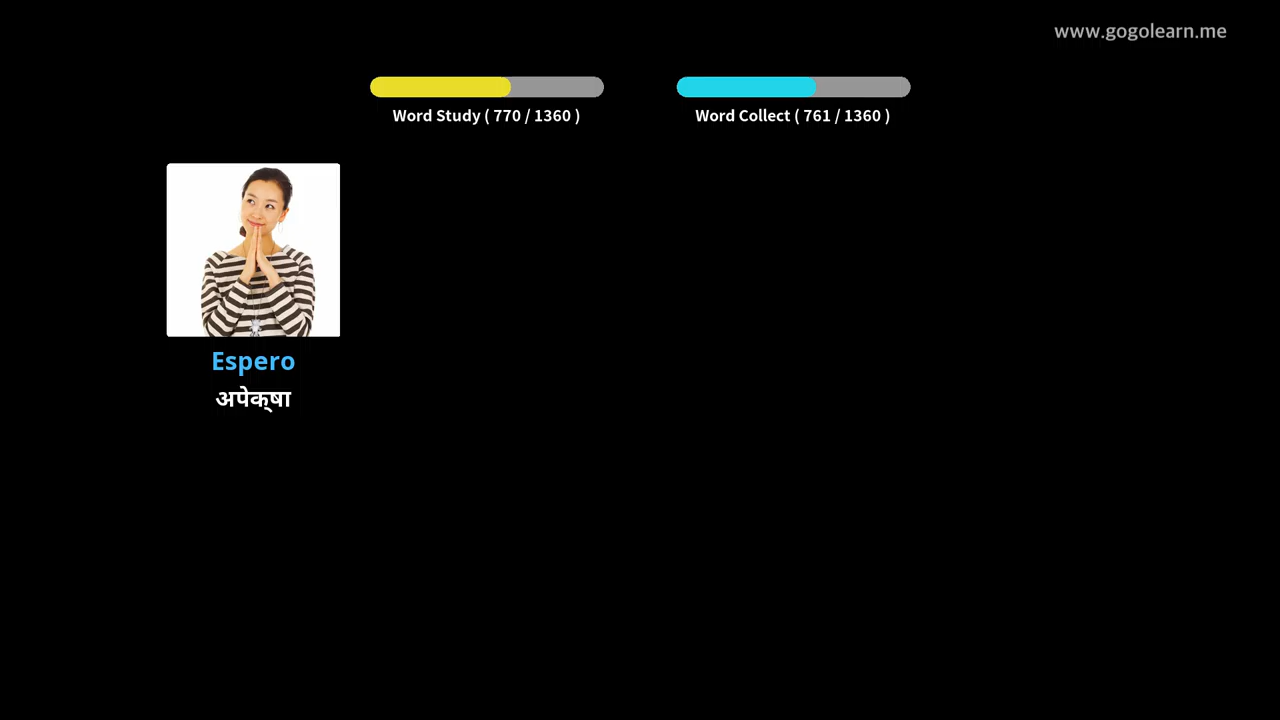 www.gogolearn.me
Word Study ( 770 / 1360 )
Word Collect ( 761 / 1360 )
Espero
अपेक्षा